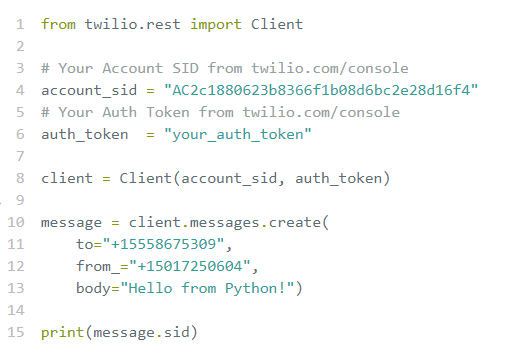 1 from twilio.rest import Client
2
3 # Your Account SID from twilio.com/console
4 account_sid = "AC2c1880623b8366f1b08d6bc2e28d16f4"
5 # Your Auth Token from twilio.com/console
6 auth_token  = "your_auth_token"
7
8 client = Client(account_sid, auth_token)
9
10 message = client.messages.create(
11     to="+15558675309",
12     from_="+15017250604",
13     body="Hello from Python!")
14
15 print(message.sid)